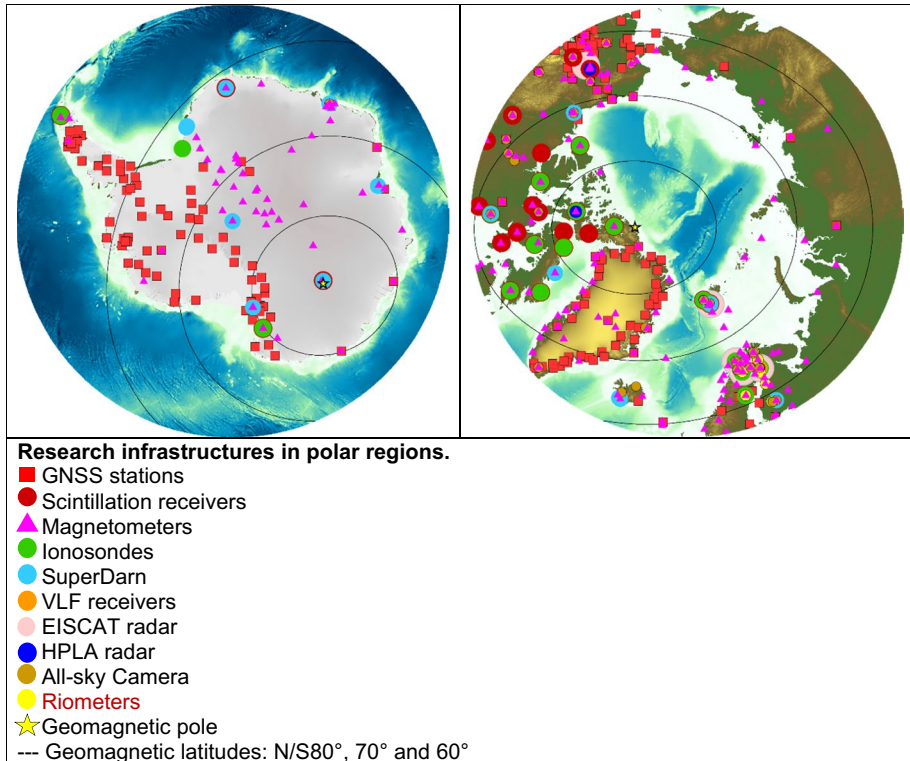 Research infrastructures in polar regions.
GNSS stations
Scintillation receivers
Magnetometers
Ionosondes
SuperDarn
VLF receivers
EISCAT radar
HPLA radar
All-sky Camera
Riometers
Geomagnetic pole
--- Geomagnetic latitudes: N/S80°, 70° and 60°